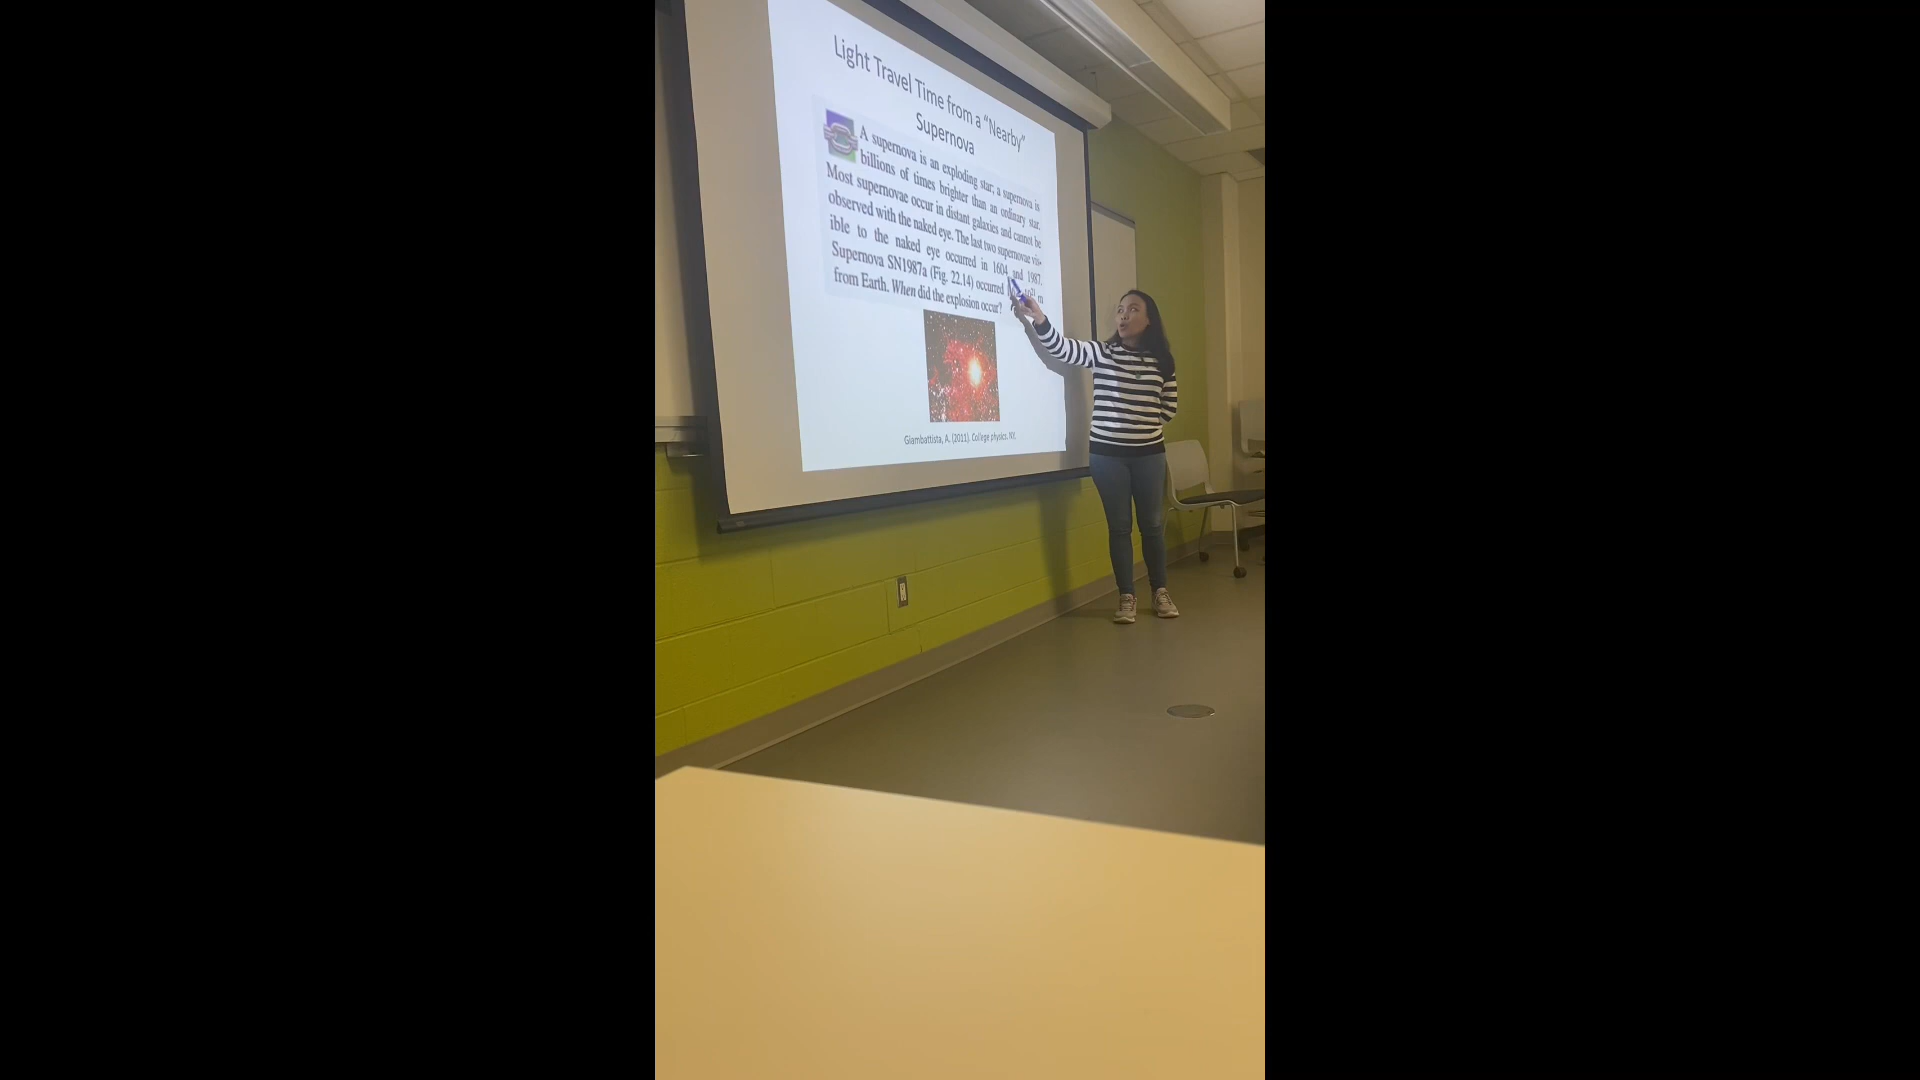 Light Travel Time from a “Nearby”
Supernova
A supernova is an exploding star; a supernova is
billions of times brighter than an ordinary star.
Most supernovae occur in distant galaxies and cannot be
observed with the naked eye. The last two supernovae vis-
ible to the naked eye occurred in 1604 and 1987.
Supernova SN1987a (Fig. 22.14) occurred m
from Earth. When did the explosion occur?
Giambattista, A. (2011). College physics. NY.